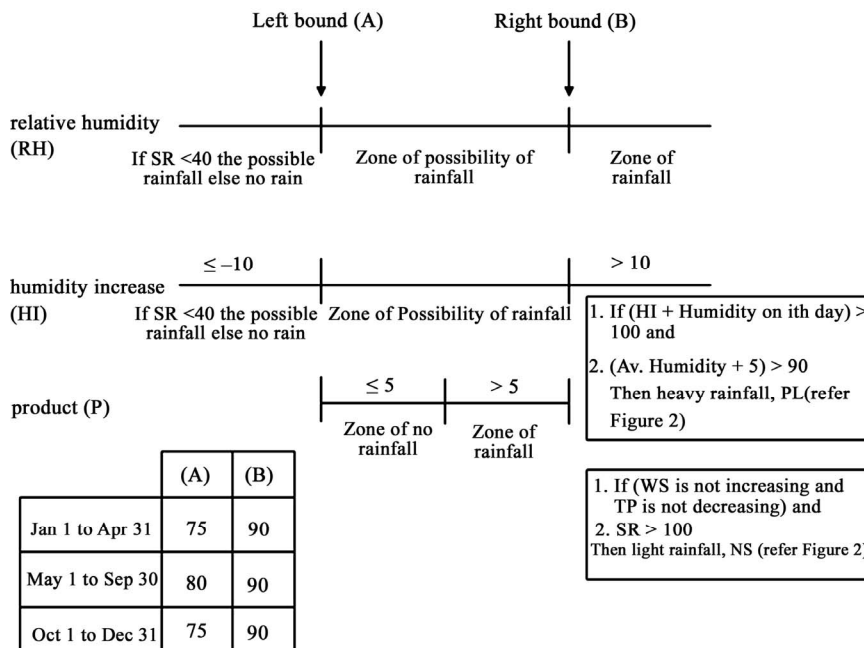 Left bound (A)
Right bound (B)
relative humidity
(RH)
If SR <40 the possible
rainfall else no rain
Zone of possibility of
rainfall
Zone of
rainfall
≤ –10
> 10
humidity increase
(HI)
If SR <40 the possible
rainfall else no rain
Zone of Possibility of rainfall
1. If (HI + Humidity on ith day) >
100 and
2. (Av. Humidity + 5) > 90
Then heavy rainfall, PL(refer
Figure 2)
product (P)
≤ 5
> 5
Zone of no
rainfall
Zone of
rainfall
1. If (WS is not increasing and
TP is not decreasing) and
2. SR > 100
Then light rainfall, NS (refer Figure 2)
(A) (B)
Jan 1 to Apr 31 75 90
May 1 to Sep 30 80 90
Oct 1 to Dec 31 75 90